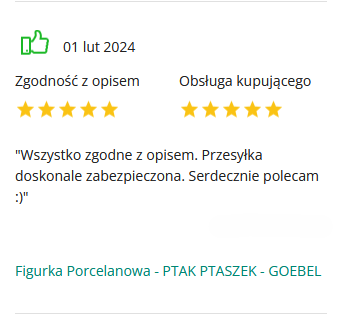 01 lut 2024
Zgodność z opisem
Obsługa kupującego
"Wszystko zgodne z opisem. Przesyłka
doskonale zabezpieczona. Serdecznie polecam
:)"
Figurka Porcelanowa - PTAK PTASZEK - GOEBEL